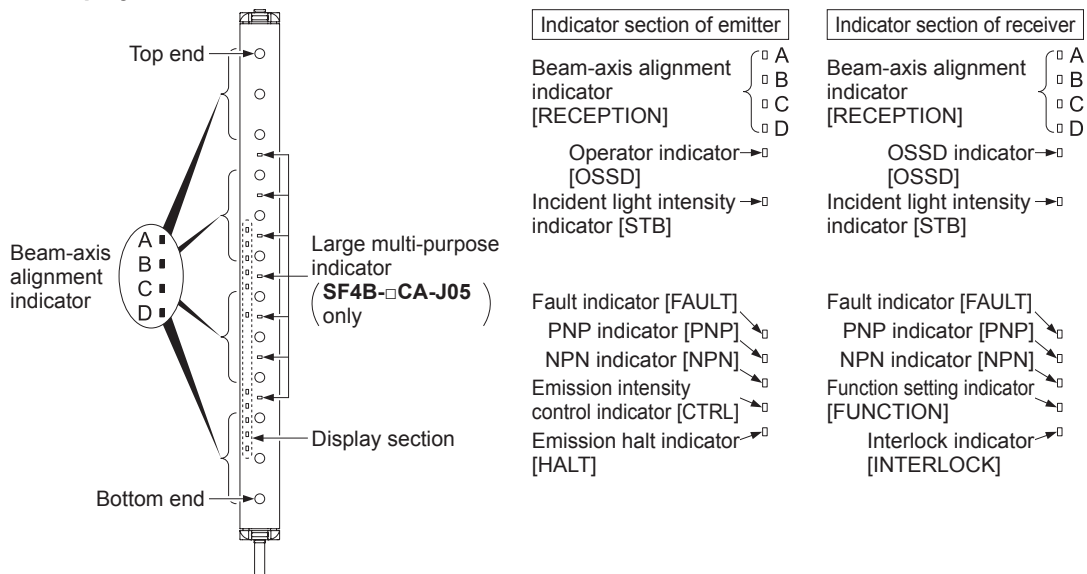 Top end
Beam-axis
alignment
indicator
A
B
C
D
Large multi-purpose
indicator
(SF4B-□CA-J05
only)
Display section
Bottom end
Indicator section of emitter
Beam-axis alignment
indicator
[RECEPTION]
A
B
C
D
Operator indicator
[OSSD]
Incident light intensity
indicator [STB]
Fault indicator [FAULT]
PNP indicator [PNP]
NPN indicator [NPN]
Emission intensity
control indicator [CTRL]
Emission halt indicator
[HALT]
Indicator section of receiver
Beam-axis alignment
indicator
[RECEPTION]
A
B
C
D
OSSD indicator
[OSSD]
Incident light intensity
indicator [STB]
Fault indicator [FAULT]
PNP indicator [PNP]
NPN indicator [NPN]
Function setting indicator
[FUNCTION]
Interlock indicator
[INTERLOCK]